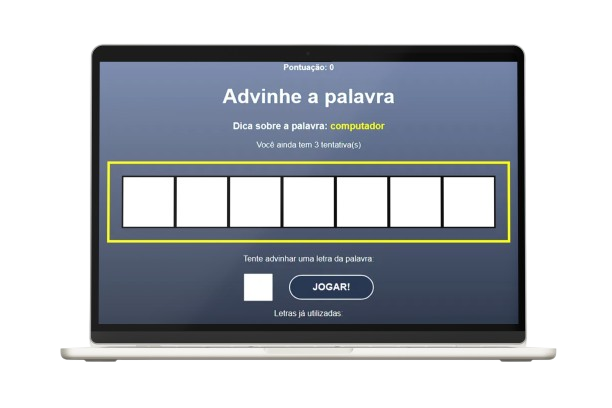 Pontuação: 0
Advinhe a palavra
Dica sobre a palavra: computador
Você ainda tem 3 tentativa(s)
Tente advinhar uma letra da palavra:
JOGAR!
Letras já utilizadas: